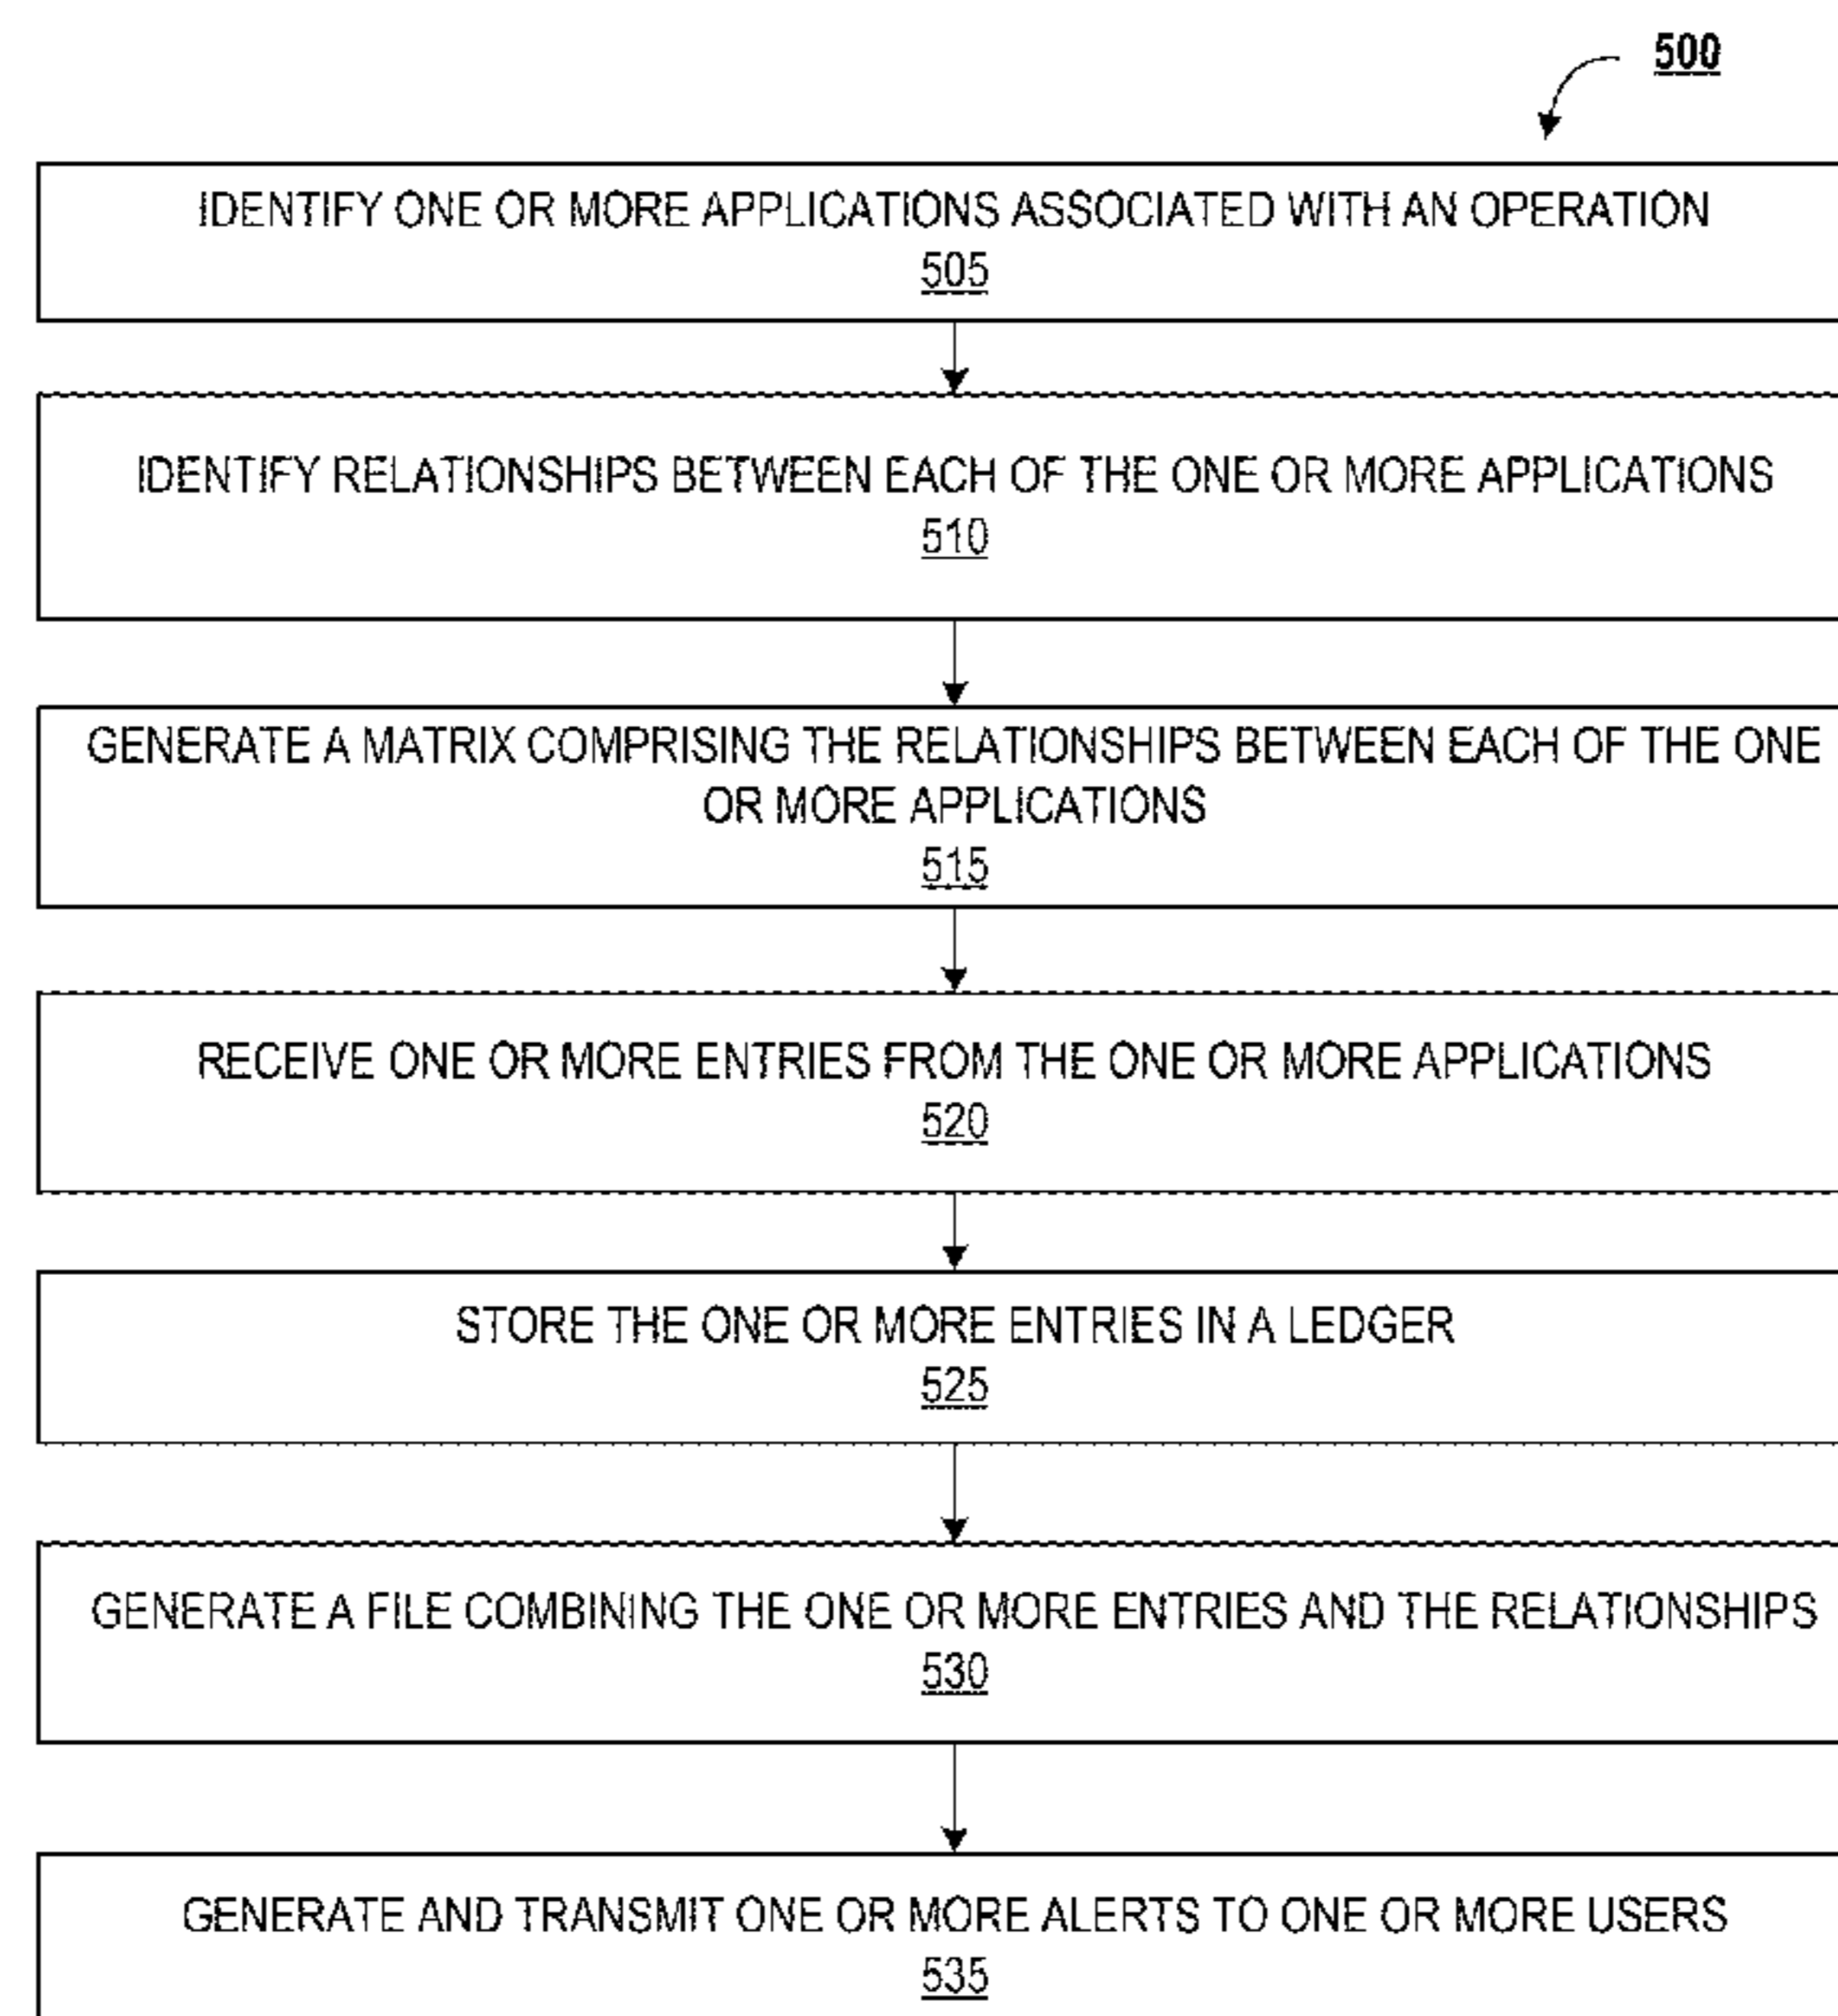 500
IDENTIFY ONE OR MORE APPLICATIONS ASSOCIATED WITH AN OPERATION
505
IDENTIFY RELATIONSHIPS BETWEEN EACH OF THE ONE OR MORE APPLICATIONS
510
GENERATE A MATRIX COMPRISING THE RELATIONSHIPS BETWEEN EACH OF THE ONE
OR MORE APPLICATIONS
515
RECEIVE ONE OR MORE ENTRIES FROM THE ONE OR MORE APPLICATIONS
520
STORE THE ONE OR MORE ENTRIES IN A LEDGER
525
GENERATE A FILE COMBINING THE ONE OR MORE ENTRIES AND THE RELATIONSHIPS
530
GENERATE AND TRANSMIT ONE OR MORE ALERTS TO ONE OR MORE USERS
535